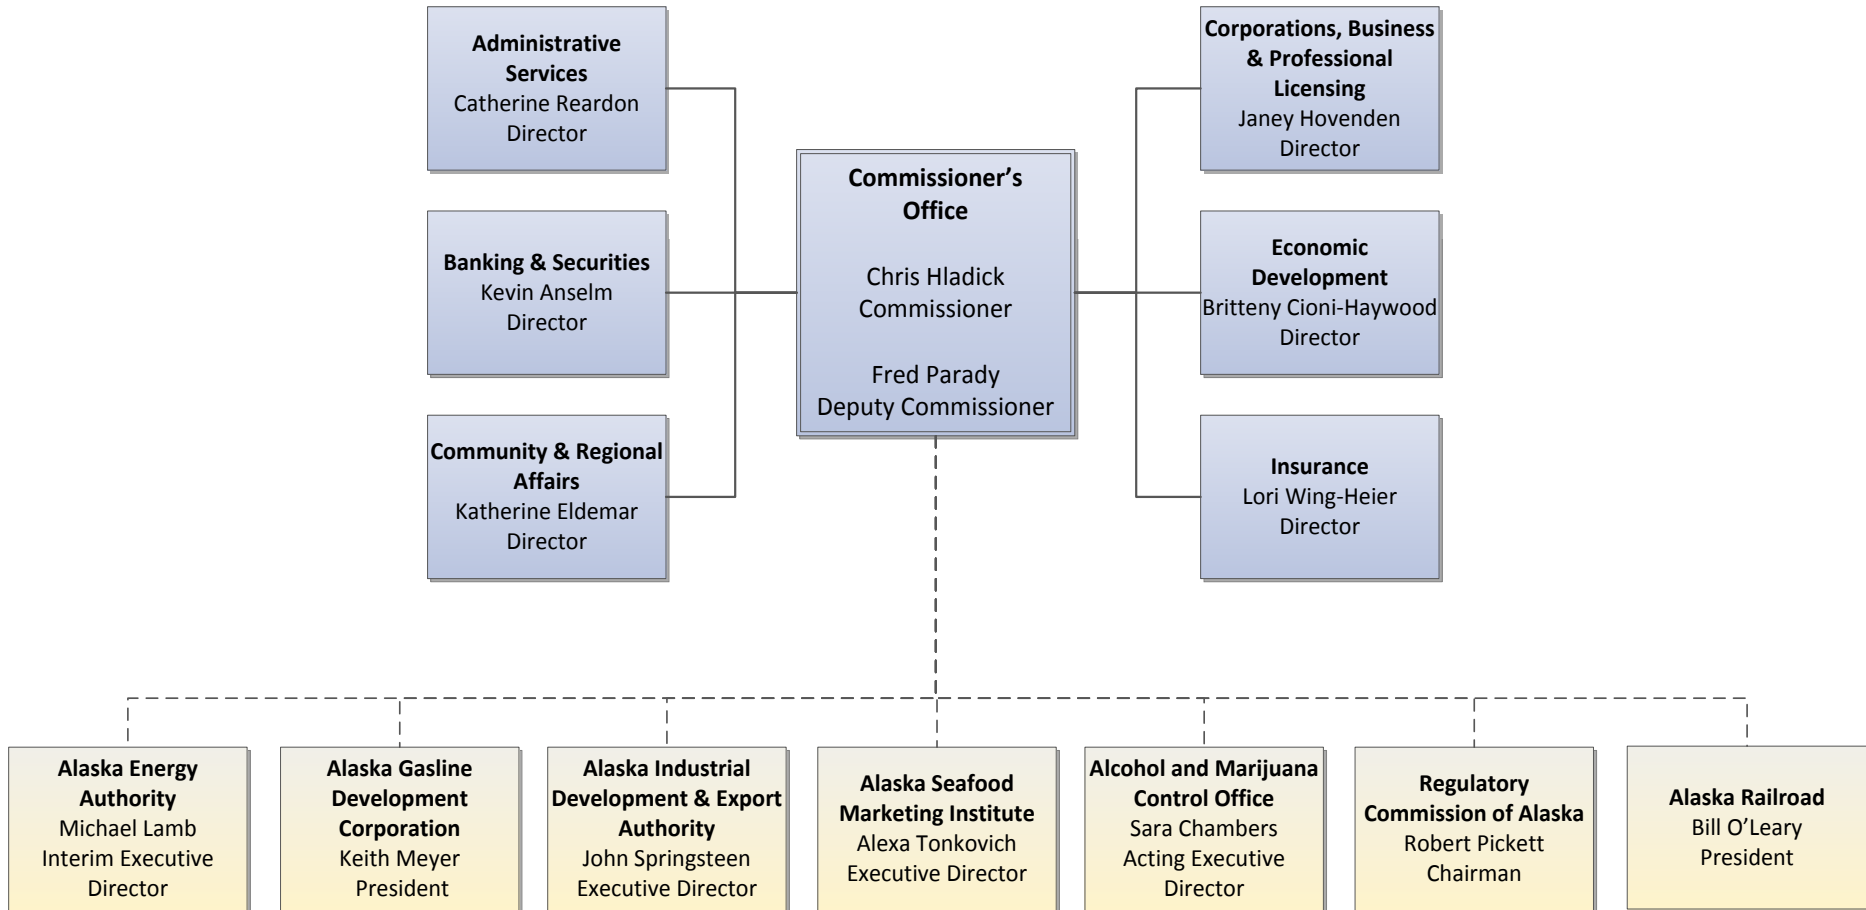 Administrative
Services
Catherine Reardon
Director
Corporations, Business
& Professional
Licensing
Janey Hovenden
Director
Commissioner’s
Office
Chris Hladick
Commissioner
Fred Parady
Deputy Commissioner
Banking & Securities
Kevin Anselm
Director
Economic
Development
Britteny Cioni-Haywood
Director
Community & Regional
Affairs
Katherine Eldemar
Director
Insurance
Lori Wing-Heier
Director
Alaska Energy
Authority
Michael Lamb
Interim Executive
Director
Alaska Gasline
Development
Corporation
Keith Meyer
President
Alaska Industrial
Development & Export
Authority
John Springsteen
Executive Director
Alaska Seafood
Marketing Institute
Alexa Tonkovich
Executive Director
Alcohol and Marijuana
Control Office
Sara Chambers
Acting Executive
Director
Regulatory
Commission of Alaska
Robert Pickett
Chairman
Alaska Railroad
Bill O’Leary
President